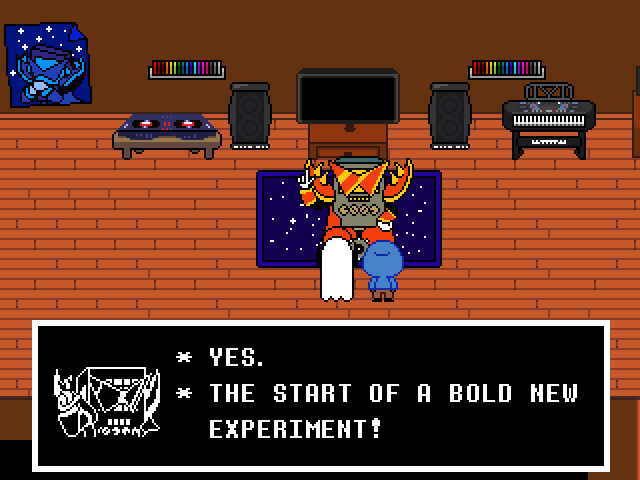 * YES.
* THE START OF A BOLD NEW
EXPERIMENT!